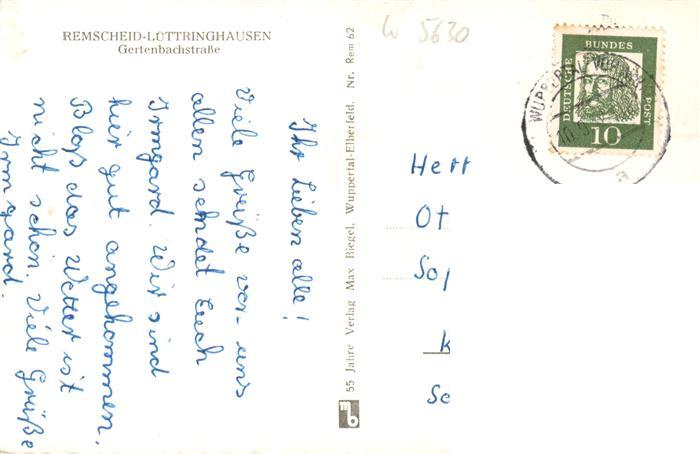 REMSCHEID-LÜTTRINGHAUSEN
Gertenbachstraße
Ihr Lieben alle!
Viele Grüße von uns
allen sendet Euch
Irmgard. Wir sind
hier gut angekommen.
Bloß das Wetter ist
nicht schön. Viele Grüße
Irmgard.
55 Jahre Verlag Max Biegel, Wuppertal-Elberfeld. Nr. Rem 62
mb
W 5630
DEUTSCHE
BUNDES
POST
10
WUPPERTAL
a
Herr
Ot
So
K
Se